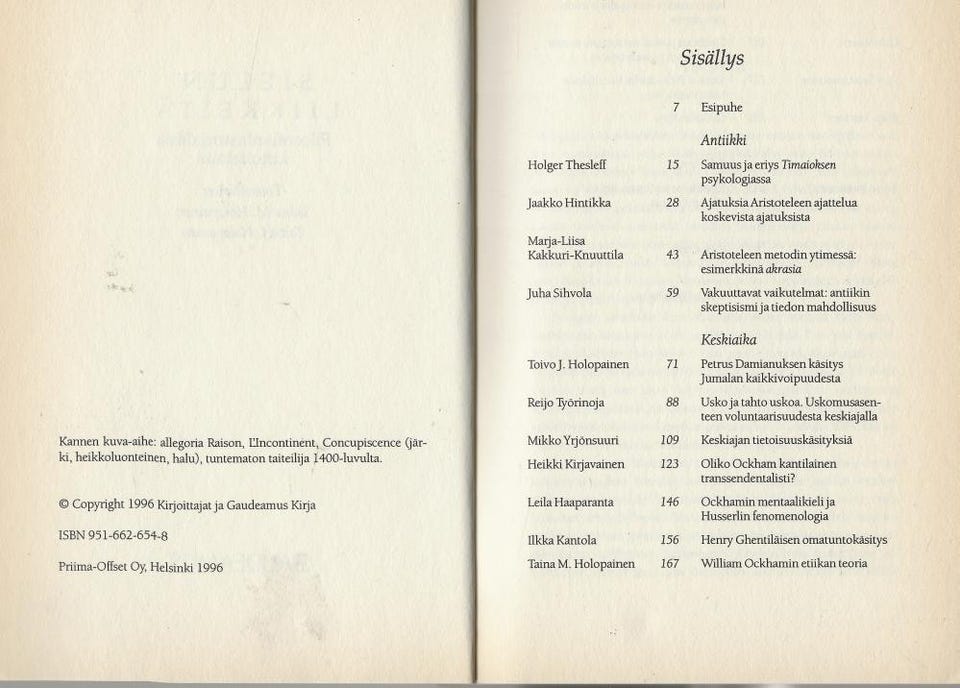 Kannen kuva-aihe: allegoria Raison, L'Incontinent, Concupiscence (jär-
ki, heikkoluonteinen, halu), tuntematon taiteilija 1400-luvulta.
© Copyright 1996 Kirjoittajat ja Gaudeamus Kirja
ISBN 951-662-654-8
Priima-Offset Oy, Helsinki 1996
Sisällys
7 Esipuhe
Antiikki
Holger Thesleff 15 Samuus ja eriys Timaioksen
psykologiassa
Jaakko Hintikka 28 Ajatuksia Aristoteleen ajattelua
koskevista ajatuksista
Marja-Liisa
Kakkuri-Knuuttila 43 Aristoteleen metodin ytimessä:
esimerkkinä akrasia
Juha Sihvola 59 Vakuuttavat vaikutelmat: antiikin
skeptisismi ja tiedon mahdollisuus
Keskiaika
Toivo J. Holopainen 71 Petrus Damianuksen käsitys
Jumalan kaikkivoipuudesta
Reijo Työrinoja 88 Usko ja tahto uskoa. Uskomusasen-
teen voluntaarisuudesta keskiajalla
Mikko Yrjönsuuri 109 Keskiajan tietoisuuskäsityksiä
Heikki Kirjavainen 123 Oliko Ockham kantilainen
transsendentalisti?
Leila Haaparanta 146 Ockhamin mentaalikieli ja
Husserlin fenomenologia
Ilkka Kantola 156 Henry Ghentiläisen omatuntokäsitys
Taina M. Holopainen 167 William Ockhamin etiikan teoria